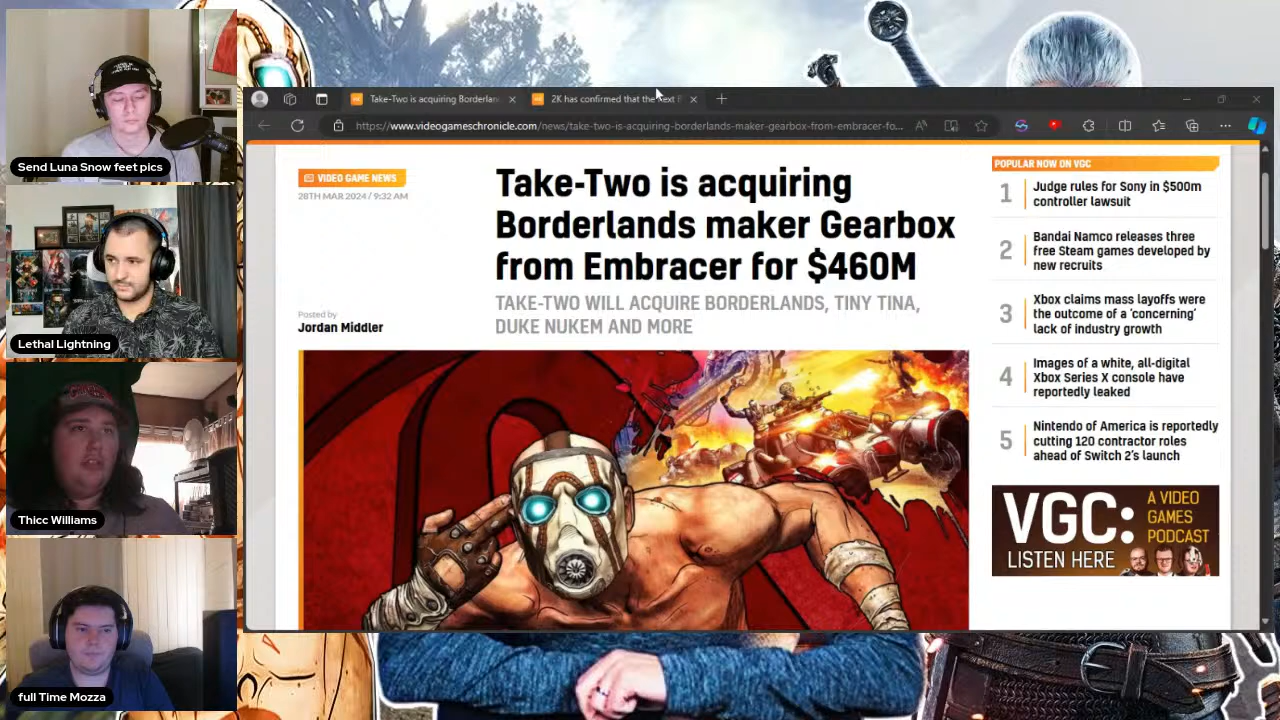 Send Luna Snow feet pics
Lethal Lightning
Thicc Williams
full Time Mozza
Take-Two is acquiring Borderlan
2K has confirmed that the next B
https://www.videogameschronicle.com/news/take-two-is-acquiring-borderlands-maker-gearbox-from-embracer-fo...
VIDEO GAME NEWS
28TH MAR 2024 / 9:32 AM
Posted by
Jordan Middler
Take-Two is acquiring
Borderlands maker Gearbox
from Embracer for $460M
TAKE-TWO WILL ACQUIRE BORDERLANDS, TINY TINA,
DUKE NUKEM AND MORE
POPULAR NOW ON VGC
1 Judge rules for Sony in $500m
controller lawsuit
2 Bandai Namco releases three
free Steam games developed by
new recruits
3 Xbox claims mass layoffs were
the outcome of a ‘concerning’
lack of industry growth
4 Images of a white, all-digital
Xbox Series X console have
reportedly leaked
5 Nintendo of America is reportedly
cutting 120 contractor roles
ahead of Switch 2's launch
VGC: A VIDEO
GAMES
PODCAST
LISTEN HERE